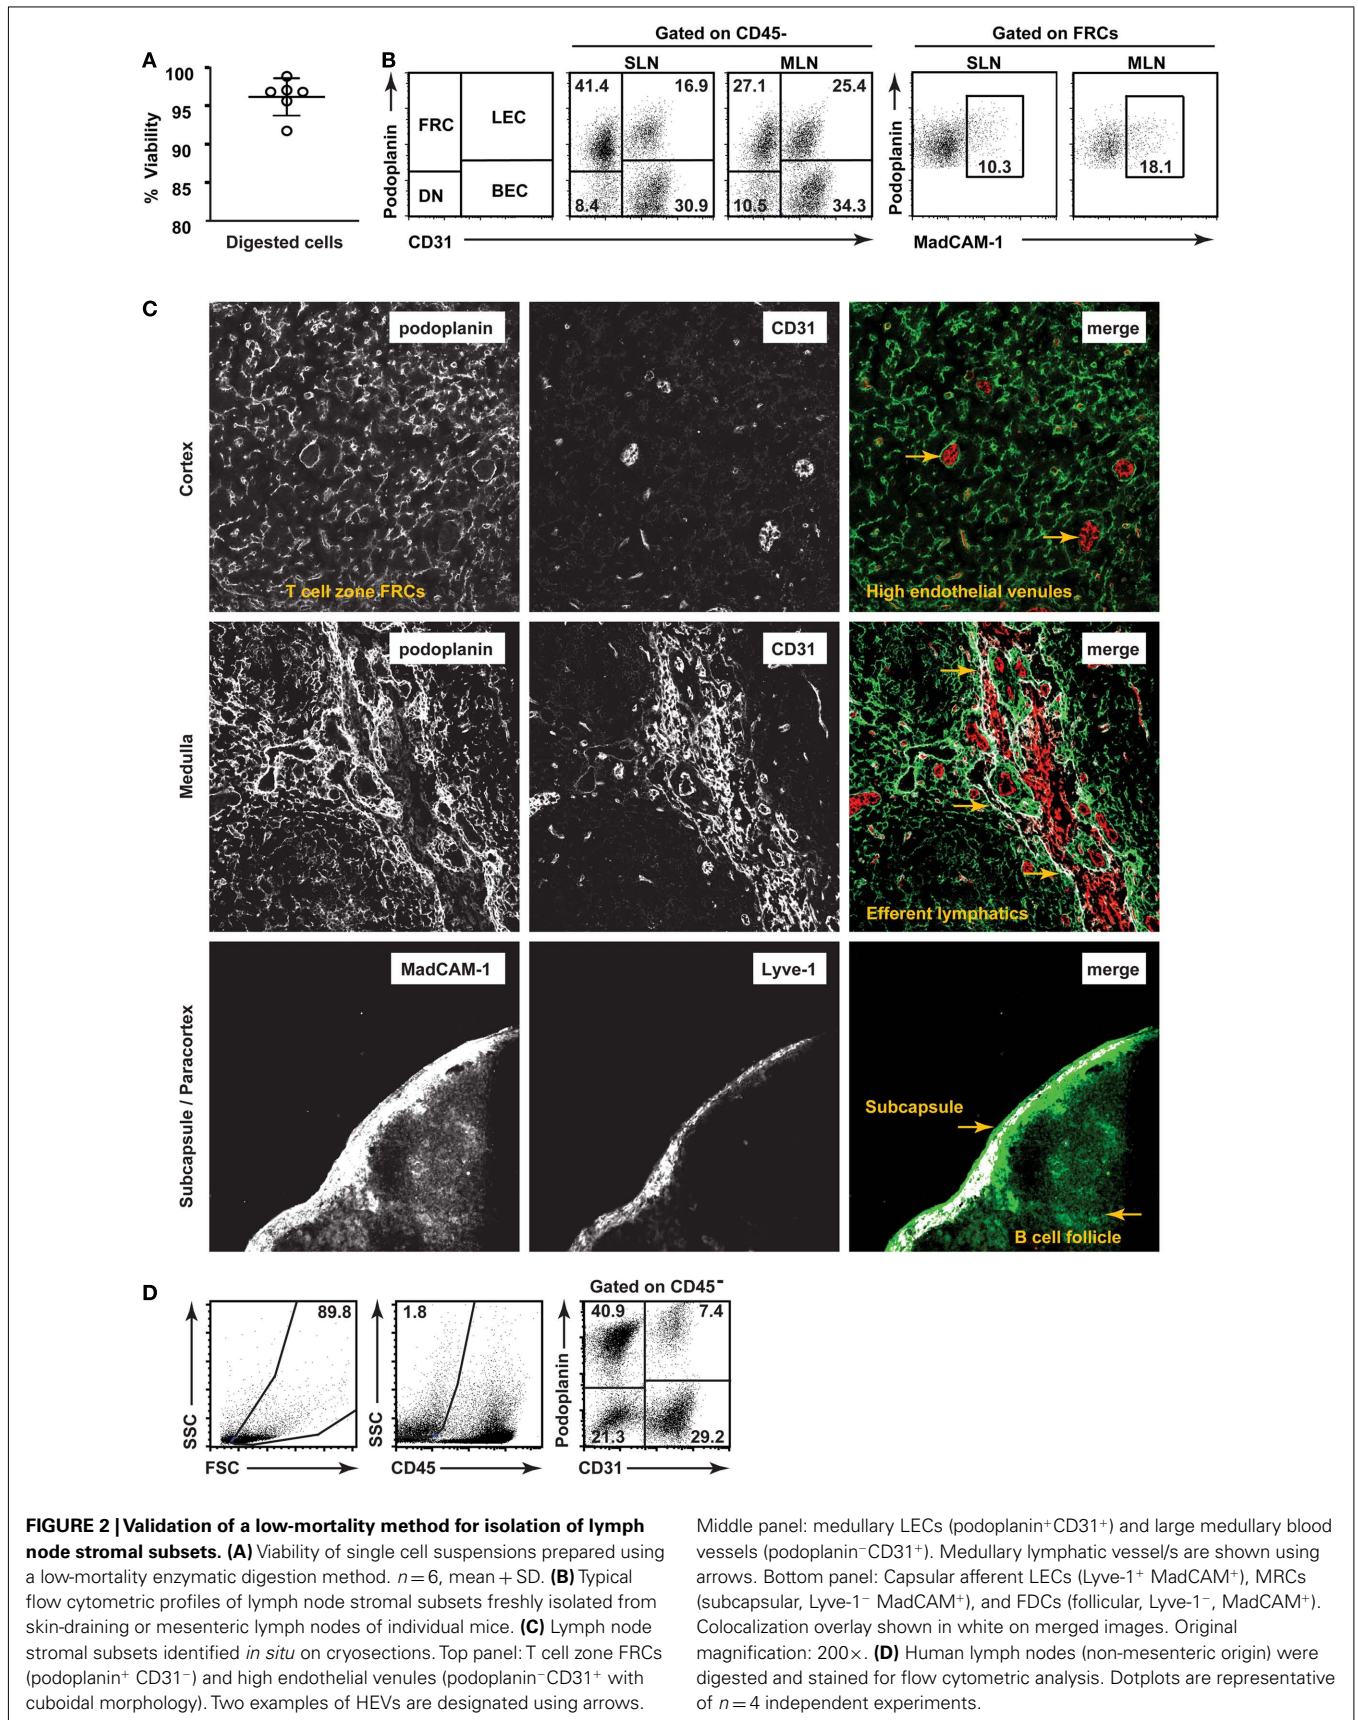 A
100
95
90
85
80
% Viability
Digested cells
B
Gated on CD45-
SLN
MLN
Gated on FRCs
SLN
MLN
Podoplanin
FRC
LEC
DN
BEC
41.4
16.9
8.4
30.9
27.1
25.4
10.5
34.3
CD31
Podoplanin
10.3
18.1
MadCAM-1
C
Cortex
podoplanin
T cell zone FRCs
CD31
merge
High endothelial venules
Medulla
podoplanin
CD31
merge
Efferent lymphatics
Subcapsule / Paracortex
MadCAM-1
Lyve-1
merge
Subcapsule
B cell follicle
D
SSC
89.8
FSC
SSC
1.8
CD45
Gated on CD45-
Podoplanin
40.9
7.4
21.3
29.2
CD31
FIGURE 2 | Validation of a low-mortality method for isolation of lymph
node stromal subsets. (A) Viability of single cell suspensions prepared using
a low-mortality enzymatic digestion method. n = 6, mean + SD. (B) Typical
flow cytometric profiles of lymph node stromal subsets freshly isolated from
skin-draining or mesenteric lymph nodes of individual mice. (C) Lymph node
stromal subsets identified in situ on cryosections. Top panel: T cell zone FRCs
(podoplanin⁺ CD31⁻) and high endothelial venules (podoplanin⁻CD31⁺ with
cuboidal morphology). Two examples of HEVs are designated using arrows.
Middle panel: medullary LECs (podoplanin⁺CD31⁺) and large medullary blood
vessels (podoplanin⁻CD31⁺). Medullary lymphatic vessel/s are shown using
arrows. Bottom panel: Capsular afferent LECs (Lyve-1⁺ MadCAM⁺), MRCs
(subcapsular, Lyve-1⁻ MadCAM⁺), and FDCs (follicular, Lyve-1⁻, MadCAM⁺).
Colocalization overlay shown in white on merged images. Original
magnification: 200×. (D) Human lymph nodes (non-mesenteric origin) were
digested and stained for flow cytometric analysis. Dotplots are representative
of n = 4 independent experiments.